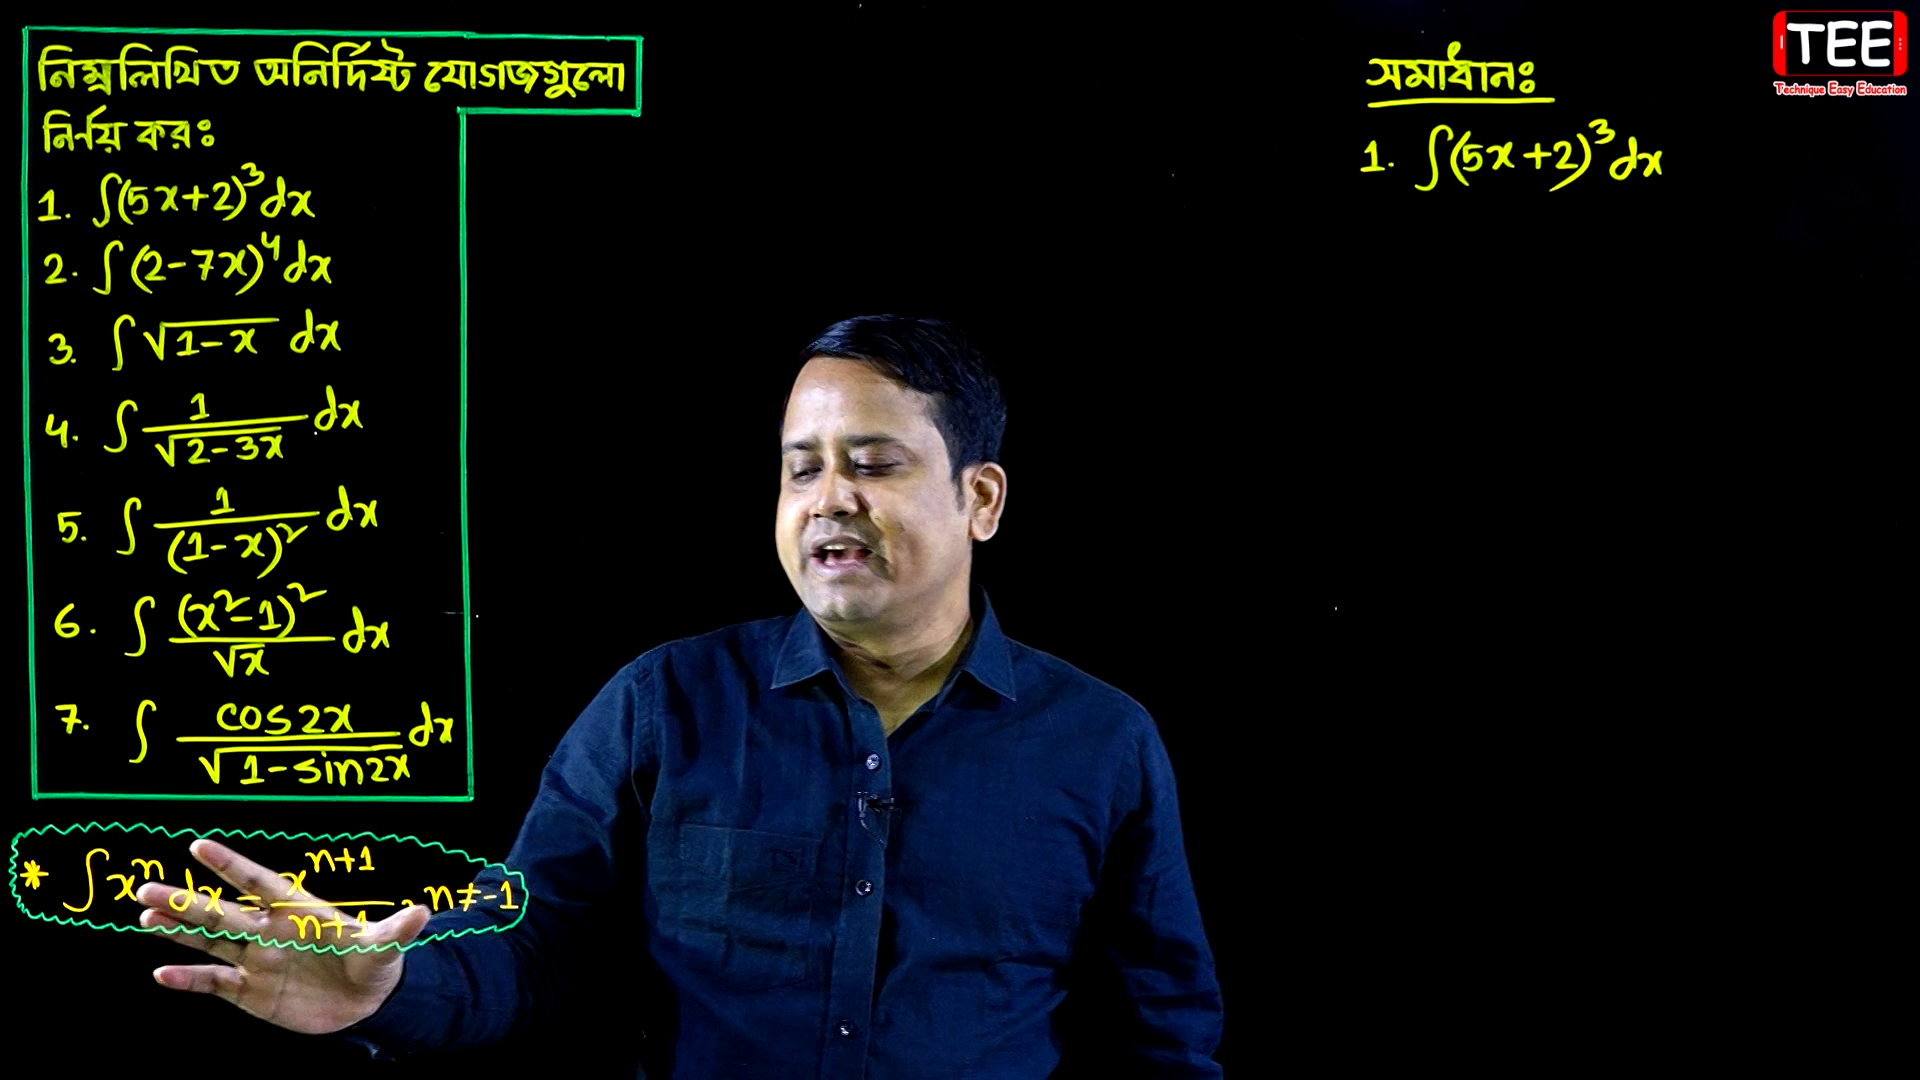 নিম্নলিখিত অনির্দিষ্ট যোগজগুলো
নির্ণয় করঃ
1. ∫(5x+2)³dx
2. ∫(2-7x)⁴dx
3. ∫√(1-x) dx
4. ∫ 1/√(2-3x) dx
5. ∫ 1/(1-x)² dx
6. ∫ (x²-1)²/√x dx
7. ∫ cos2x/√(1-sin2x) dx
* ∫xⁿdx = xⁿ⁺¹/(n+1), n≠-1
সমাধানঃ
1. ∫(5x+2)³dx
TEE
Technique Easy Education